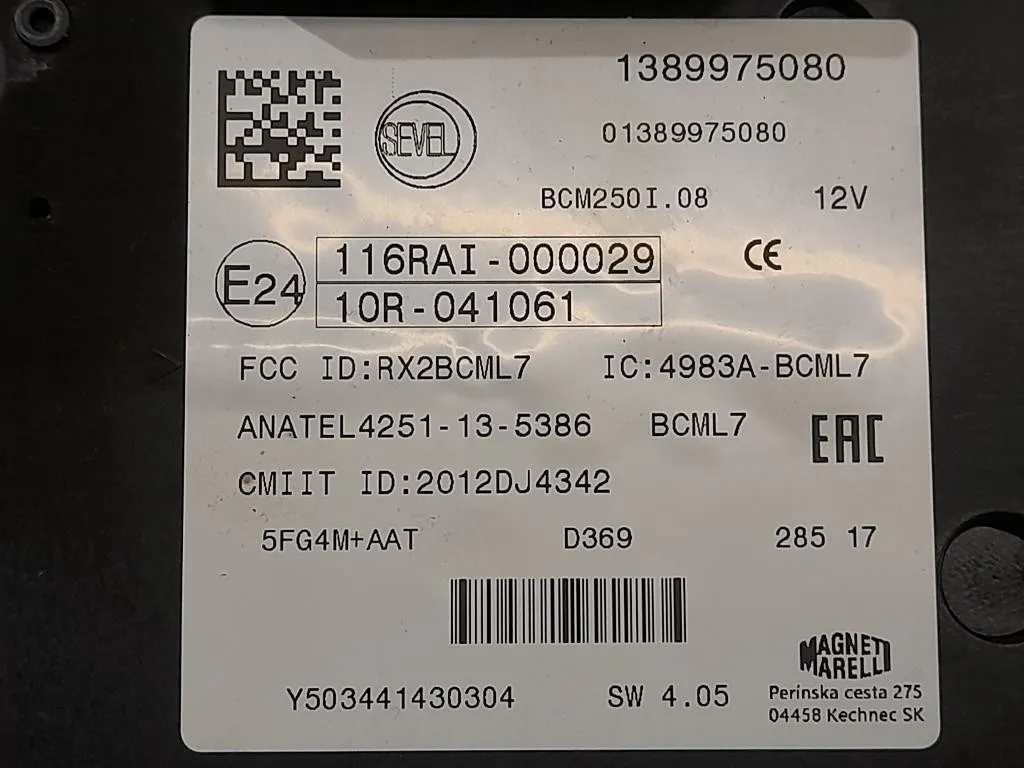 1389975080
SEVEL
01389975080
BCM250I.08 12V
E24 116RAI-000029 CE
10R-041061
FCC ID:RX2BCML7 IC:4983A-BCML7
ANATEL4251-13-5386 BCML7 EAC
CMIIT ID:2012DJ4342
5FG4M+AAT D369 285 17
MAGNETI
MARELLI
Y503441430304 SW 4.05
Perinska cesta 275
04458 Kechnec SK